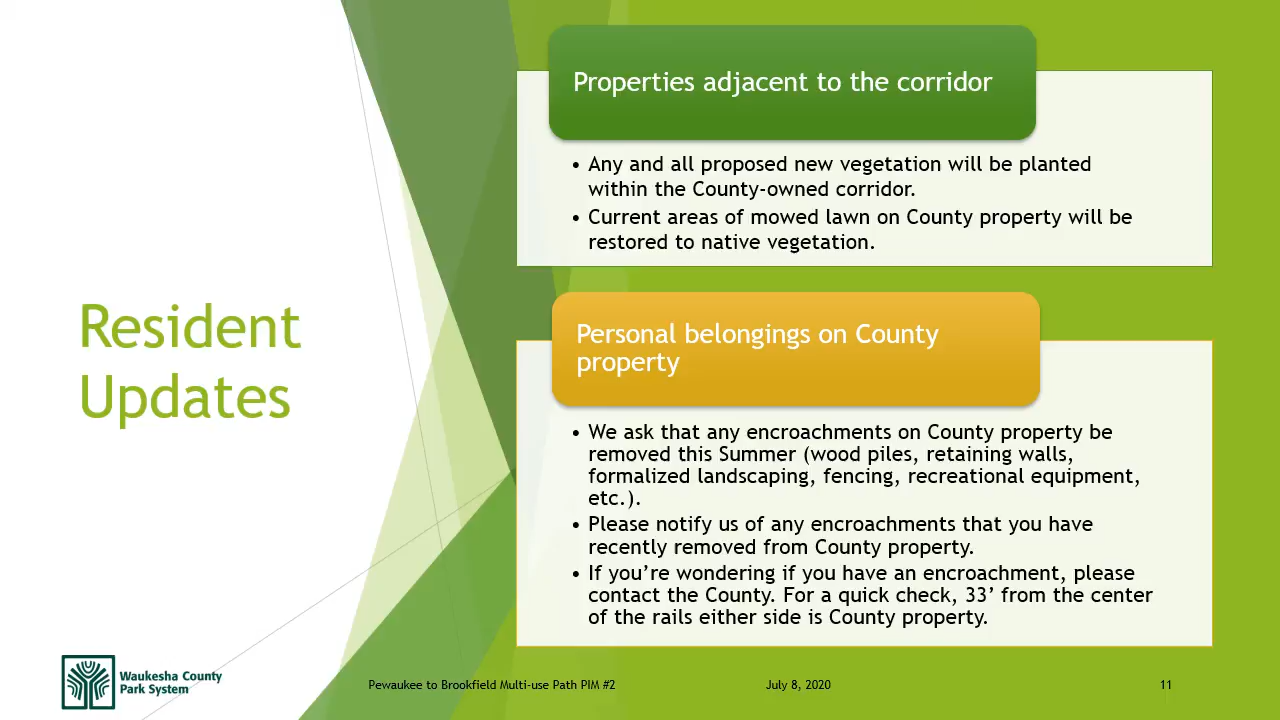 Resident
Updates
Properties adjacent to the corridor
• Any and all proposed new vegetation will be planted
within the County-owned corridor.
• Current areas of mowed lawn on County property will be
restored to native vegetation.
Personal belongings on County
property
• We ask that any encroachments on County property be
removed this Summer (wood piles, retaining walls,
formalized landscaping, fencing, recreational equipment,
etc.).
• Please notify us of any encroachments that you have
recently removed from County property.
• If you’re wondering if you have an encroachment, please
contact the County. For a quick check, 33’ from the center
of the rails either side is County property.
Waukesha County
Park System
Pewaukee to Brookfield Multi-use Path PIM #2
July 8, 2020
11